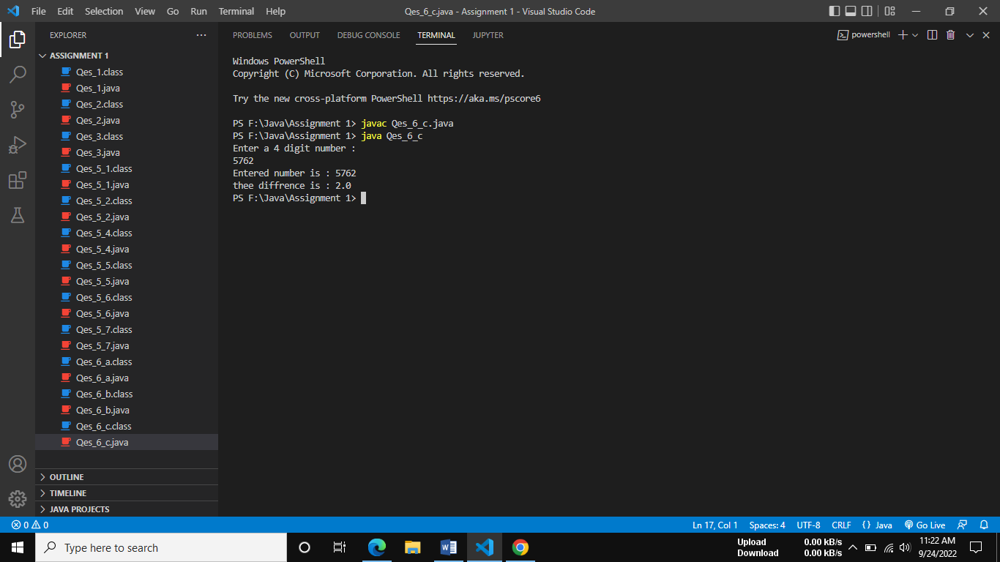 File Edit Selection View Go Run Terminal Help
Qes_6_c.java - Assignment 1 - Visual Studio Code
EXPLORER
ASSIGNMENT 1
Qes_1.class
Qes_1.java
Qes_2.class
Qes_2.java
Qes_3.class
Qes_3.java
Qes_5_1.class
Qes_5_1.java
Qes_5_2.class
Qes_5_2.java
Qes_5_4.class
Qes_5_4.java
Qes_5_5.class
Qes_5_5.java
Qes_5_6.class
Qes_5_6.java
Qes_5_7.class
Qes_5_7.java
Qes_6_a.class
Qes_6_a.java
Qes_6_b.class
Qes_6_b.java
Qes_6_c.class
Qes_6_c.java
OUTLINE
TIMELINE
JAVA PROJECTS
PROBLEMS OUTPUT DEBUG CONSOLE TERMINAL JUPYTER
powershell
Windows PowerShell
Copyright (C) Microsoft Corporation. All rights reserved.
Try the new cross-platform PowerShell https://aka.ms/pscore6
PS F:\Java\Assignment 1> javac Qes_6_c.java
PS F:\Java\Assignment 1> java Qes_6_c
Enter a 4 digit number :
5762
Entered number is : 5762
thee diffrence is : 2.0
PS F:\Java\Assignment 1>
0 0
Ln 17, Col 1 Spaces: 4 UTF-8 CRLF {} Java Go Live
Type here to search
Upload 0.00 kB/s
Download 0.00 kB/s
11:22 AM
9/24/2022